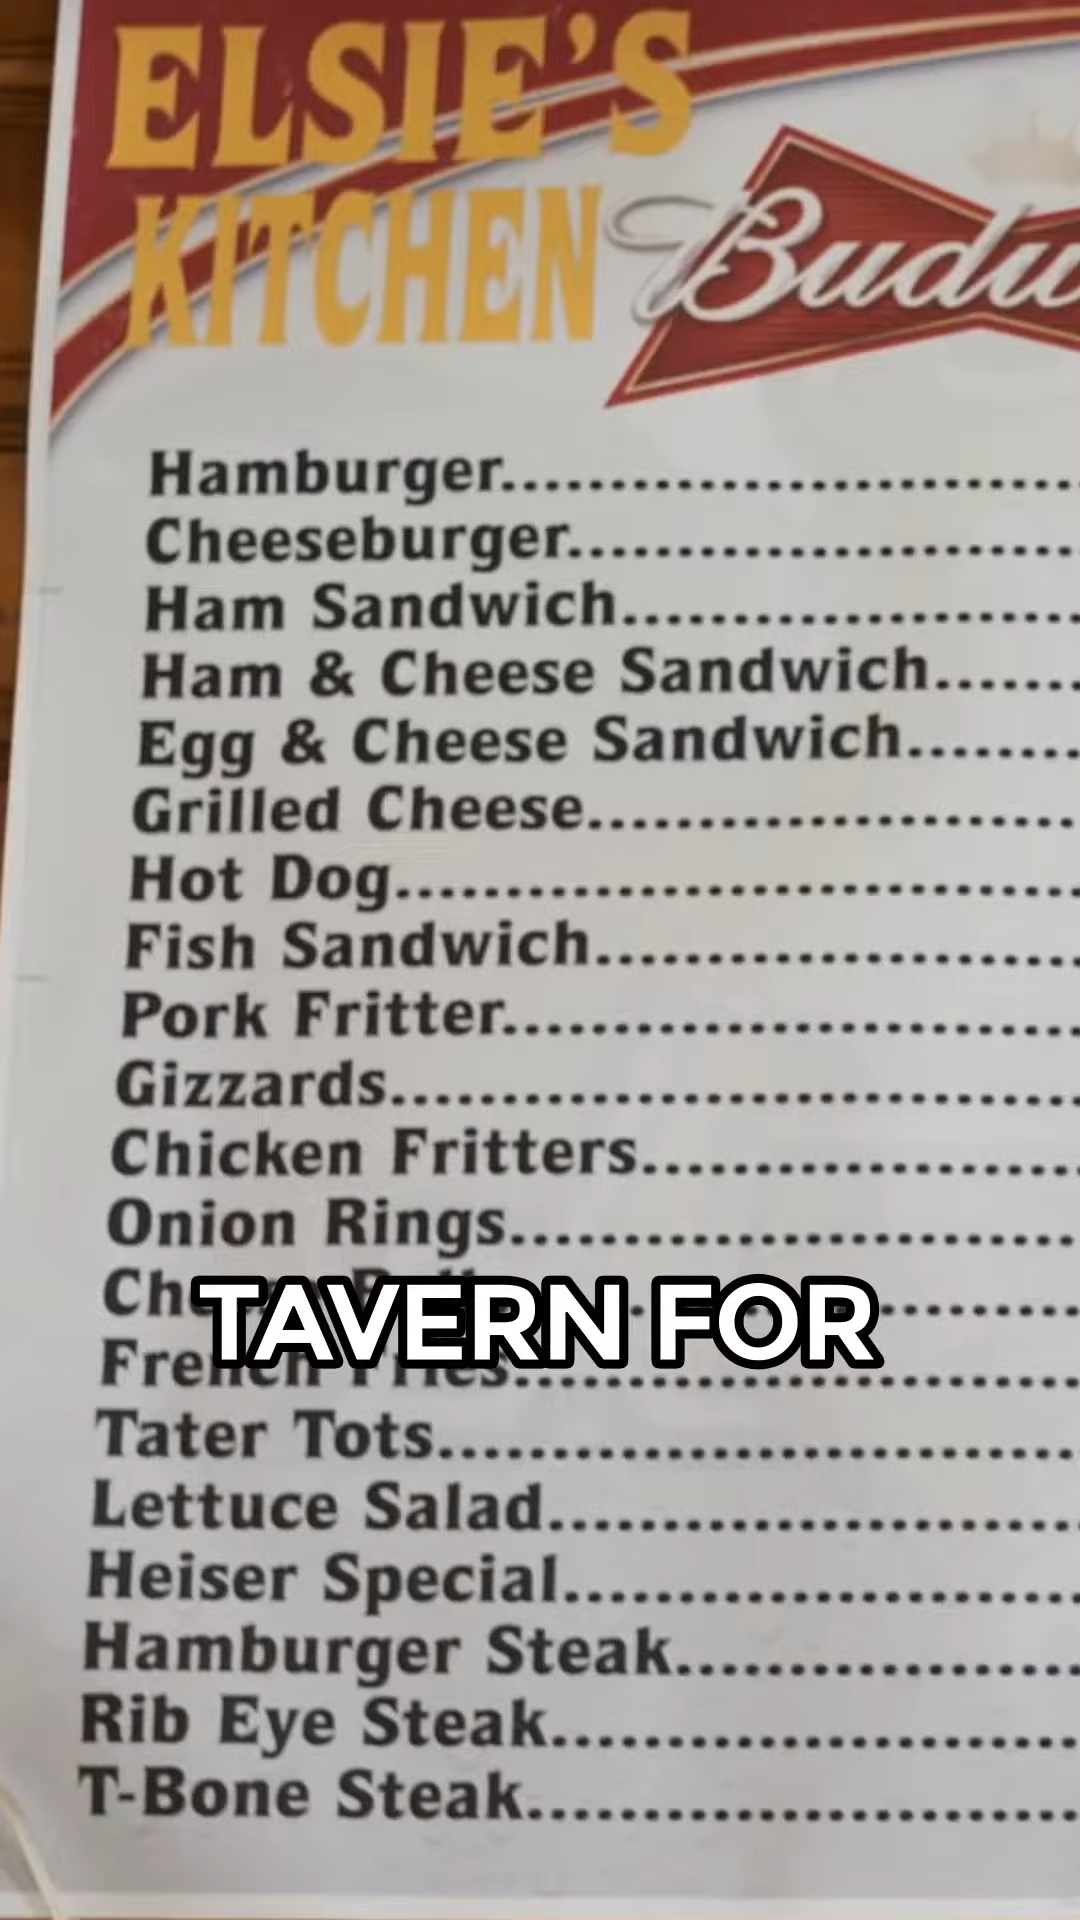 ELSIE'S
KITCHEN
Hamburger..............................
Cheeseburger..........................
Ham Sandwich........................
Ham & Cheese Sandwich.......
Egg & Cheese Sandwich........
Grilled Cheese........................
Hot Dog..................................
Fish Sandwich........................
Pork Fritter.............................
Gizzards..................................
Chicken Fritters.....................
Onion Rings............................
TAVERN FOR
French Fries............................
Tater Tots................................
Lettuce Salad..........................
Heiser Special.........................
Hamburger Steak...................
Rib Eye Steak..........................
T-Bone Steak...........................